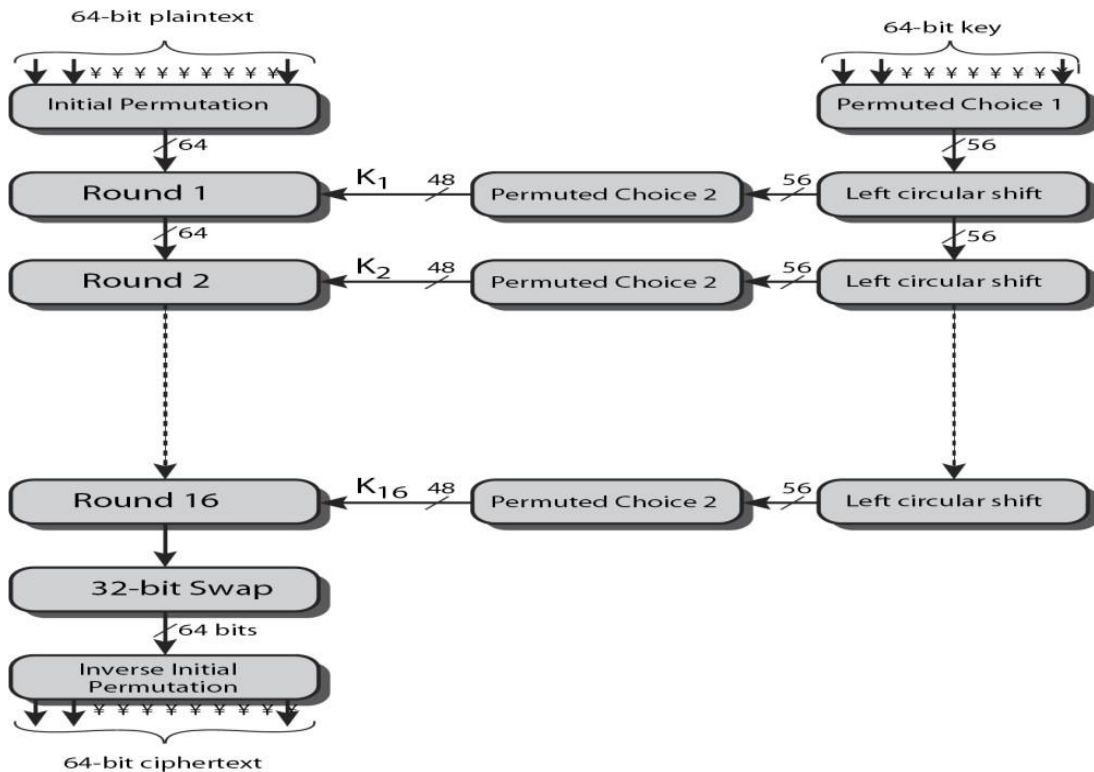 64-bit plaintext
64-bit key
¥ ¥ ¥ ¥ ¥ ¥ ¥ ¥ ¥
¥ ¥ ¥ ¥ ¥ ¥ ¥ ¥ ¥
Initial Permutation
Permuted Choice 1
64
56
Round 1
K1
48
Permuted Choice 2
56
Left circular shift
64
56
Round 2
K2
48
Permuted Choice 2
56
Left circular shift
Round 16
K16
48
Permuted Choice 2
56
Left circular shift
32-bit Swap
64 bits
Inverse Initial
Permutation
¥ ¥ ¥ ¥ ¥ ¥ ¥ ¥ ¥
64-bit ciphertext